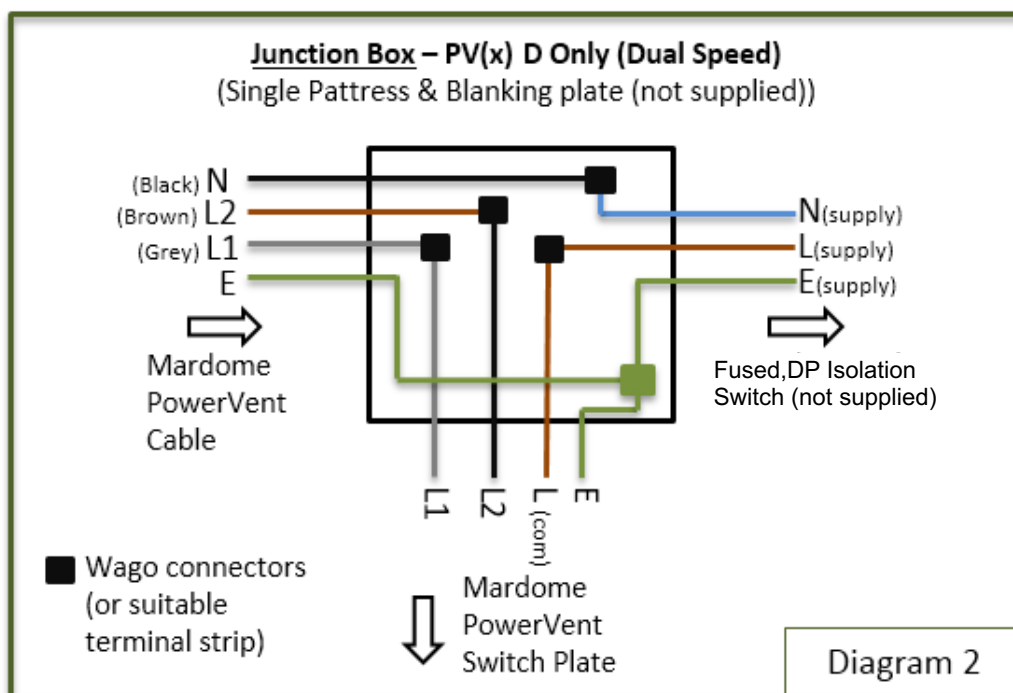 Junction Box – PV(x) D Only (Dual Speed)
(Single Pattress & Blanking plate (not supplied))
(Black) N
(Brown) L2
(Grey) L1
E
Mardome
PowerVent
Cable
N(supply)
L(supply)
E(supply)
Fused,DP Isolation
Switch (not supplied)
L1
L2
L (com)
E
Wago connectors
(or suitable
terminal strip)
Mardome
PowerVent
Switch Plate
Diagram 2